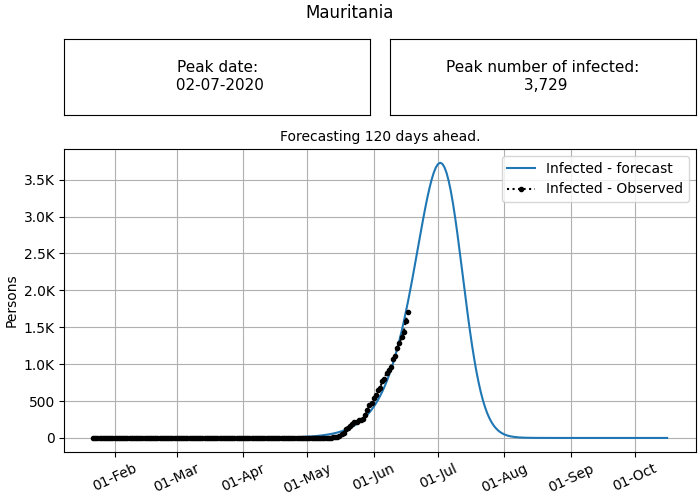 Mauritania
Peak date:
02-07-2020
Peak number of infected:
3,729
Forecasting 120 days ahead.
Infected - forecast
Infected - Observed
Persons
3.5K
3.0K
2.5K
2.0K
1.5K
1.0K
500
0
01-Feb
01-Mar
01-Apr
01-May
01-Jun
01-Jul
01-Aug
01-Sep
01-Oct